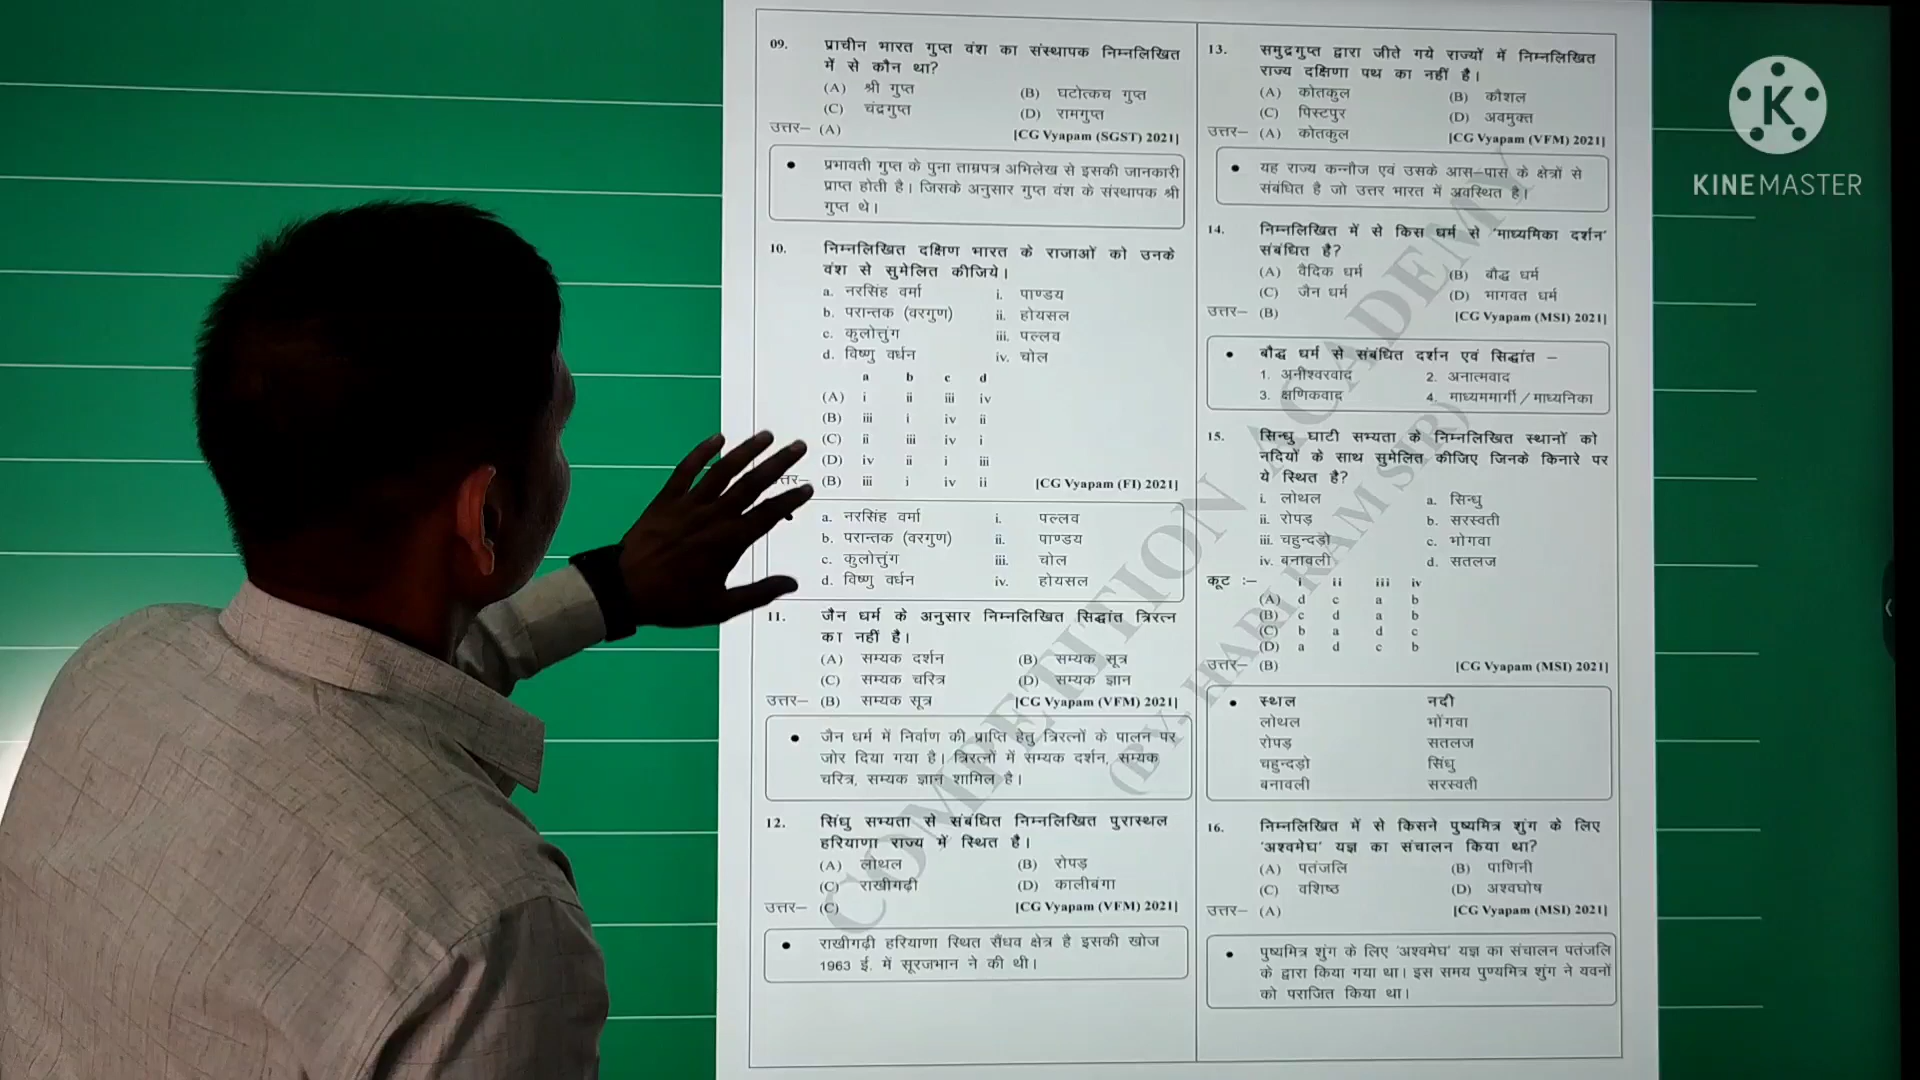 09. प्राचीन भारत गुप्त वंश का संस्थापक निम्नलिखित
में से कौन था?
(A) श्री गुप्त (B) घटोत्कच गुप्त
(C) चंद्रगुप्त (D) रामगुप्त
उत्तर– (A) [CG Vyapam (SGST) 2021]
• प्रभावती गुप्त के पुना ताम्रपत्र अभिलेख से इसकी जानकारी
प्राप्त होती है। जिसके अनुसार गुप्त वंश के संस्थापक श्री
गुप्त थे।
10. निम्नलिखित दक्षिण भारत के राजाओं को उनके
वंश से सुमेलित कीजिये।
a. नरसिंह वर्मा i. पाण्डय
b. परान्तक (वरगुण) ii. होयसल
c. कुलोत्तुंग iii. पल्लव
d. विष्णु वर्धन iv. चोल
a b c d
(A) i ii iii iv
(B) iii i iv ii
(C) ii iii iv i
(D) iv ii i iii
उत्तर– (B) iii i iv ii [CG Vyapam (FI) 2021]
• a. नरसिंह वर्मा i. पल्लव
b. परान्तक (वरगुण) ii. पाण्डय
c. कुलोत्तुंग iii. चोल
d. विष्णु वर्धन iv. होयसल
11. जैन धर्म के अनुसार निम्नलिखित सिद्धांत त्रिरत्न
का नहीं है।
(A) सम्यक दर्शन (B) सम्यक सूत्र
(C) सम्यक चरित्र (D) सम्यक ज्ञान
उत्तर– (B) सम्यक सूत्र [CG Vyapam (VFM) 2021]
• जैन धर्म में निर्वाण की प्राप्ति हेतु त्रिरत्नों के पालन पर
जोर दिया गया है। त्रिरत्नों में सम्यक दर्शन, सम्यक
चरित्र, सम्यक ज्ञान शामिल है।
12. सिंधु सभ्यता से संबंधित निम्नलिखित पुरास्थल
हरियाणा राज्य में स्थित है।
(A) लोथल (B) रोपड़
(C) राखीगढ़ी (D) कालीबंगा
उत्तर– (C) [CG Vyapam (VFM) 2021]
• राखीगढ़ी हरियाणा स्थित सैंधव क्षेत्र है इसकी खोज
1963 ई. में सूरजभान ने की थी।
13. समुद्रगुप्त द्वारा जीते गये राज्यों में निम्नलिखित
राज्य दक्षिणा पथ का नहीं है।
(A) कोतकुल (B) कौशल
(C) पिस्टपुर (D) अवमुक्त
उत्तर– (A) कोतकुल [CG Vyapam (VFM) 2021]
• यह राज्य कन्नौज एवं उसके आस–पास के क्षेत्रों से
संबंधित है जो उत्तर भारत में अवस्थित है।
14. निम्नलिखित में से किस धर्म से 'माध्यमिका दर्शन'
संबंधित है?
(A) वैदिक धर्म (B) बौद्ध धर्म
(C) जैन धर्म (D) भागवत धर्म
उत्तर– (B) [CG Vyapam (MSI) 2021]
• बौद्ध धर्म से संबंधित दर्शन एवं सिद्धांत –
1. अनीश्वरवाद 2. अनात्मवाद
3. क्षणिकवाद 4. माध्यममार्गी / माध्यनिका
15. सिन्धु घाटी सभ्यता के निम्नलिखित स्थानों को
नदियों के साथ सुमेलित कीजिए जिनके किनारे पर
ये स्थित है?
i. लोथल a. सिन्धु
ii. रोपड़ b. सरस्वती
iii. चहुन्दड़ो c. भोगवा
iv. बनावली d. सतलज
कूट :– i ii iii iv
(A) d c a b
(B) c d a b
(C) b a d c
(D) a d c b
उत्तर– (B) [CG Vyapam (MSI) 2021]
• स्थल नदी
लोथल भोंगवा
रोपड़ सतलज
चहुन्दड़ो सिंधु
बनावली सरस्वती
16. निम्नलिखित में से किसने पुष्यमित्र शुंग के लिए
'अश्वमेघ' यज्ञ का संचालन किया था?
(A) पतंजलि (B) पाणिनी
(C) वशिष्ठ (D) अश्वघोष
उत्तर– (A) [CG Vyapam (MSI) 2021]
• पुष्यमित्र शुंग के लिए 'अश्वमेघ' यज्ञ का संचालन पतंजलि
के द्वारा किया गया था। इस समय पुण्यमित्र शुंग ने यवनों
को पराजित किया था।
COMPETITION ACADEMY
(BY- HARI RAM SIR)
K
KINEMASTER